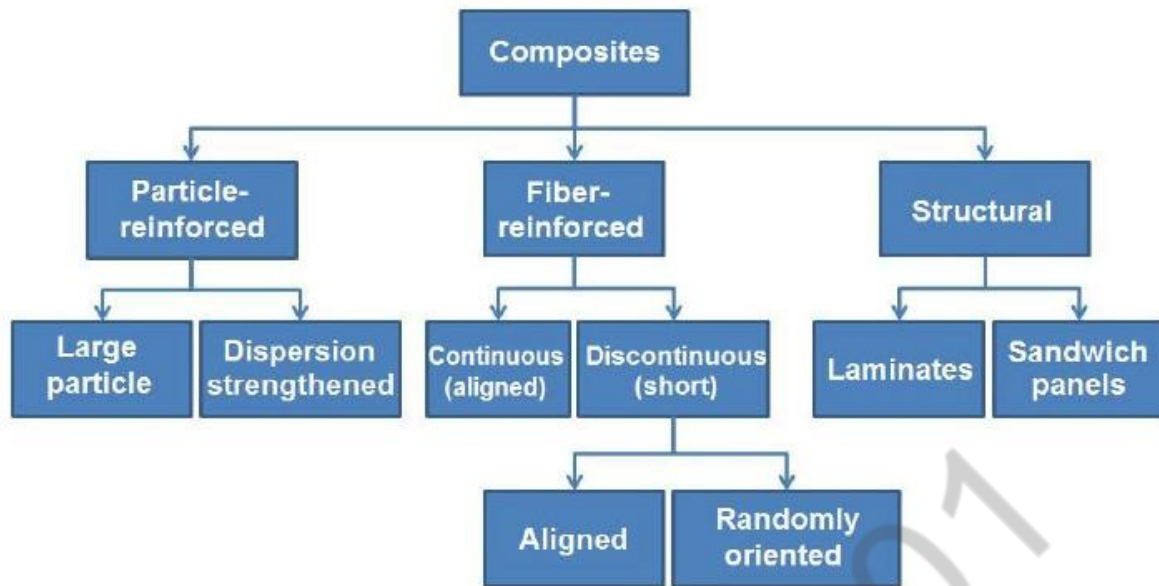 Composites
Particle-
reinforced
Fiber-
reinforced
Structural
Large
particle
Dispersion
strengthened
Continuous
(aligned)
Discontinuous
(short)
Laminates
Sandwich
panels
Aligned
Randomly
oriented
01